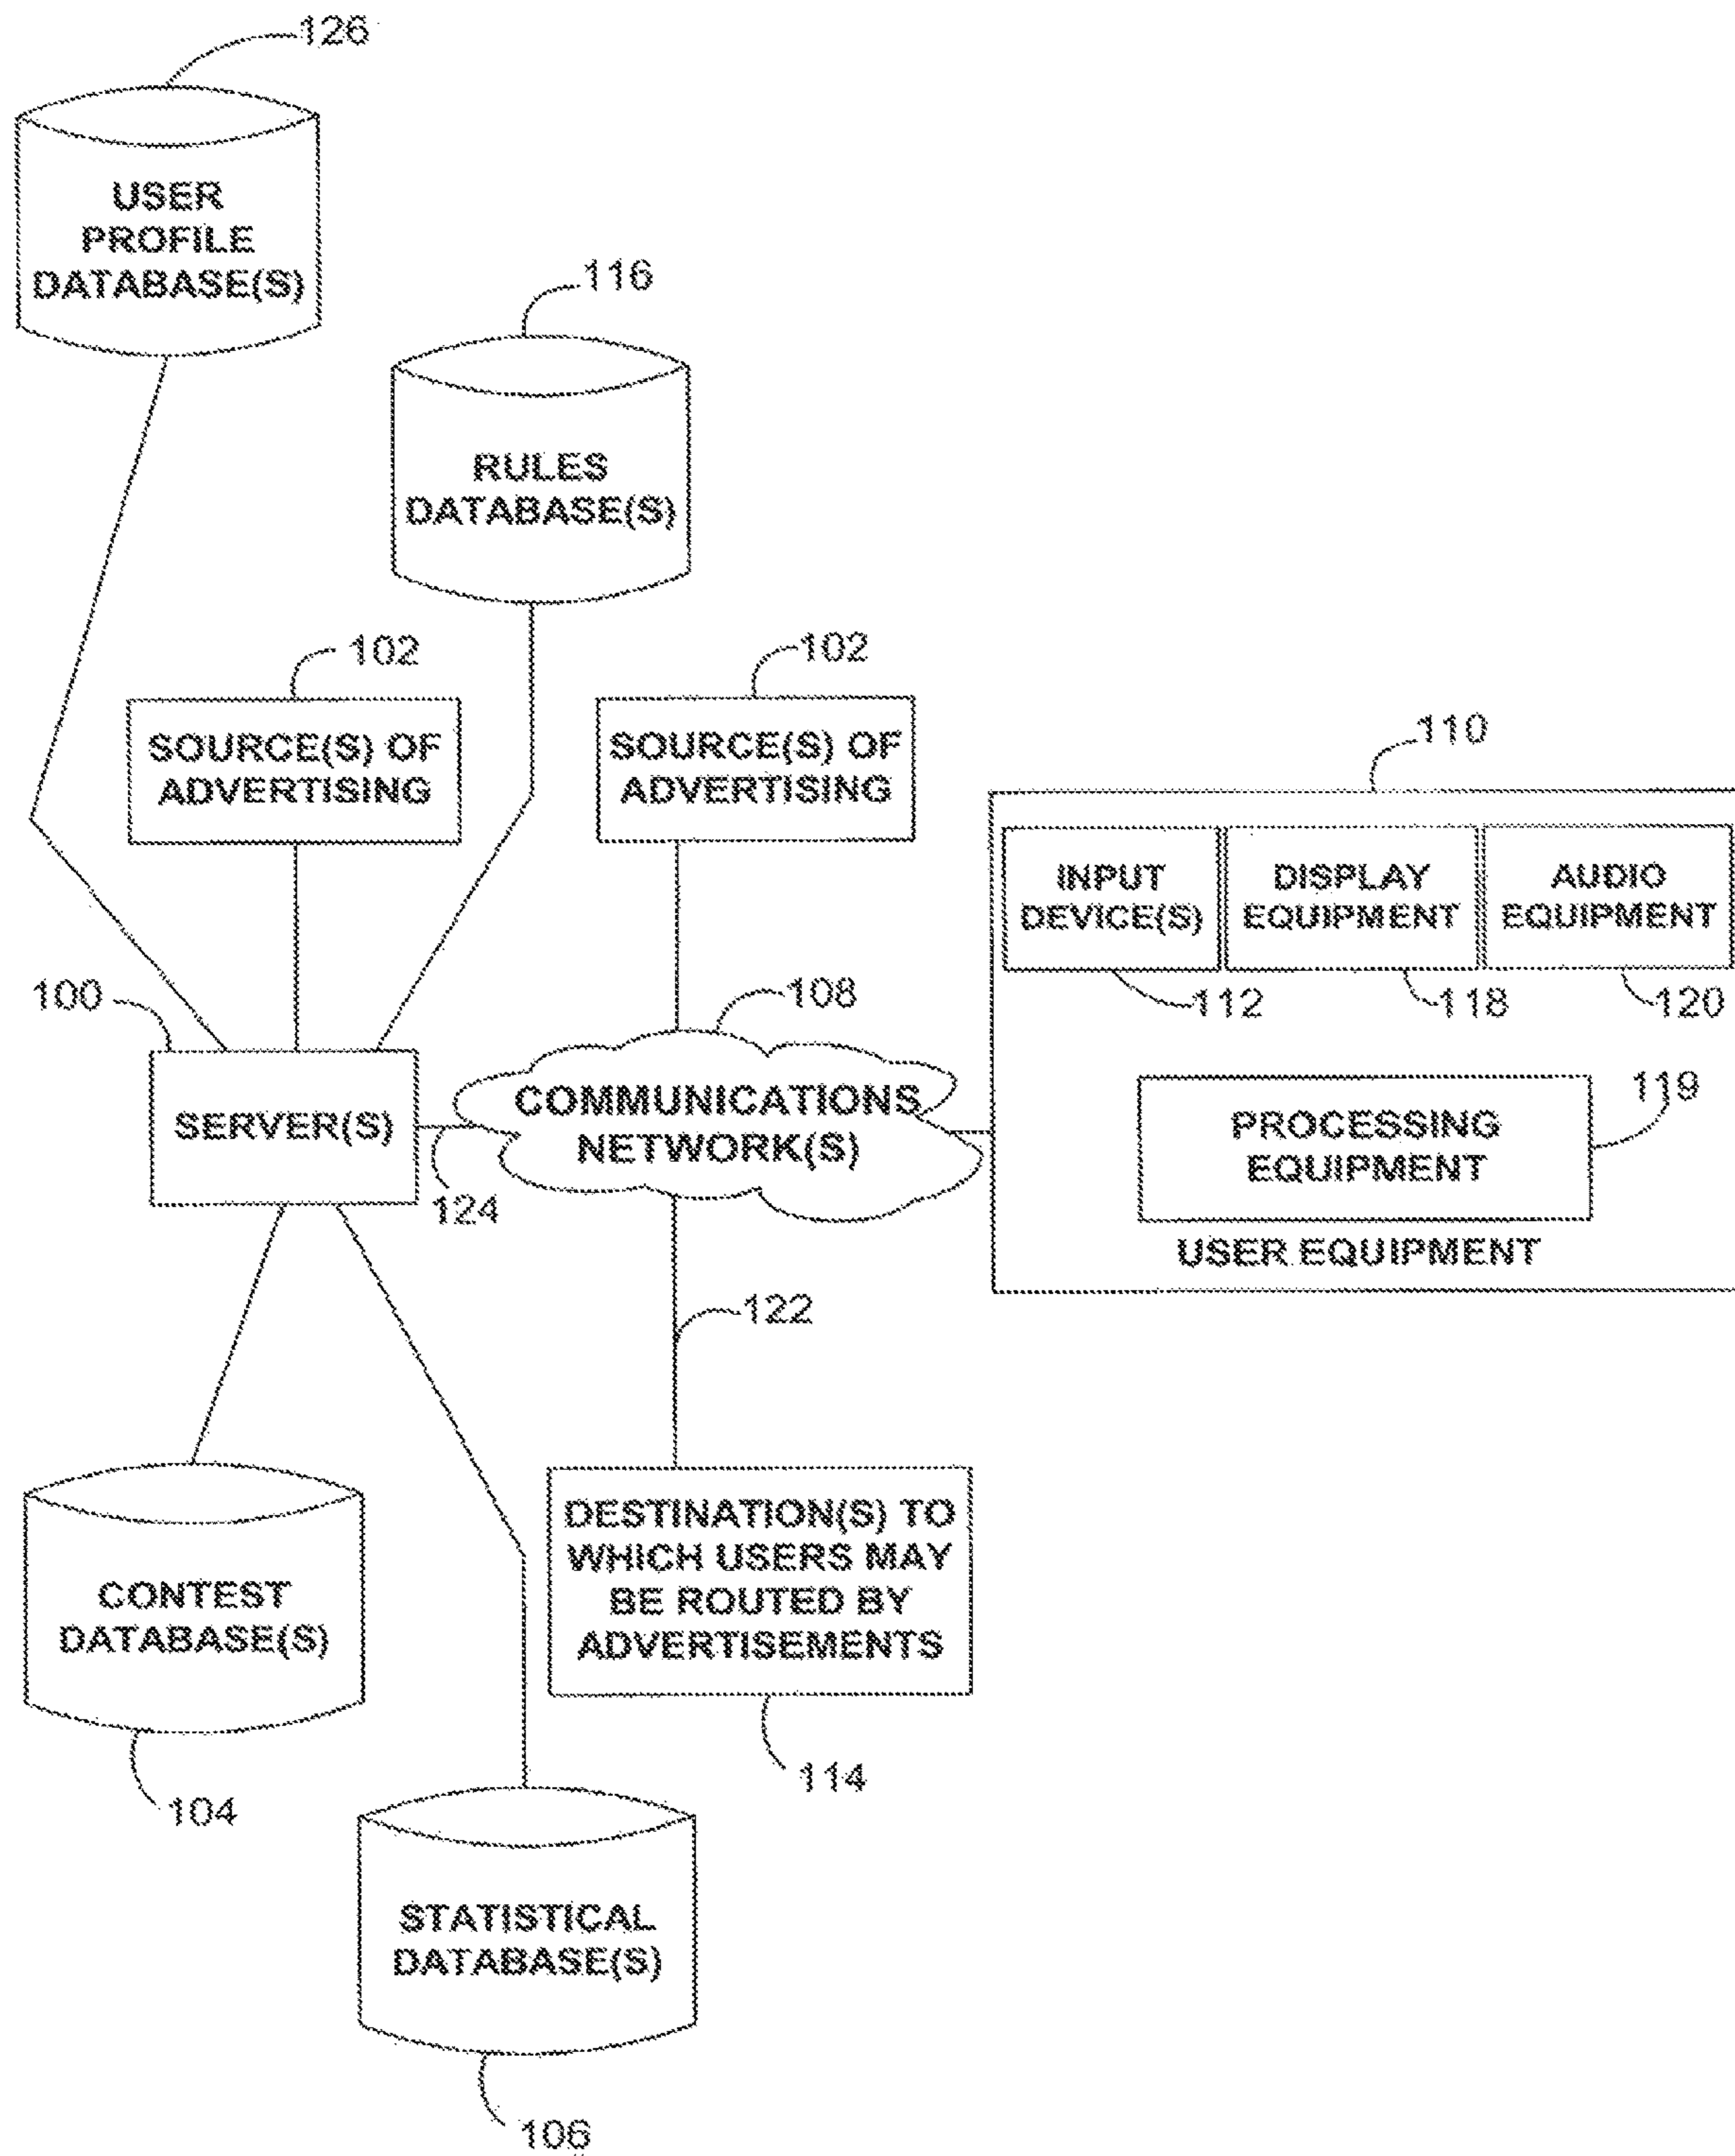 126
USER
PROFILE
DATABASE(S)
116
RULES
DATABASE(S)
102
SOURCE(S) OF
ADVERTISING
102
SOURCE(S) OF
ADVERTISING
110
INPUT
DEVICE(S)
DISPLAY
EQUIPMENT
AUDIO
EQUIPMENT
112
118
120
100
SERVER(S)
108
COMMUNICATIONS
NETWORK(S)
124
119
PROCESSING
EQUIPMENT
USER EQUIPMENT
122
CONTEST
DATABASE(S)
104
DESTINATION(S) TO
WHICH USERS MAY
BE ROUTED BY
ADVERTISEMENTS
114
STATISTICAL
DATABASE(S)
106